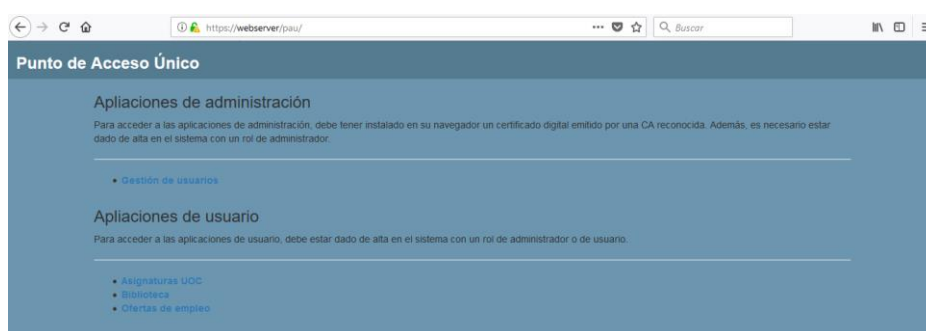 https://webserver/pau/
Buscar
Punto de Acceso Único
Apliaciones de administración
Para acceder a las aplicaciones de administración, debe tener instalado en su navegador un certificado digital emitido por una CA reconocida. Además, es necesario estar
dado de alta en el sistema con un rol de administrador.
Gestión de usuarios
Apliaciones de usuario
Para acceder a las aplicaciones de usuario, debe estar dado de alta en el sistema con un rol de administrador o de usuario.
Asignaturas UOC
Biblioteca
Ofertas de empleo